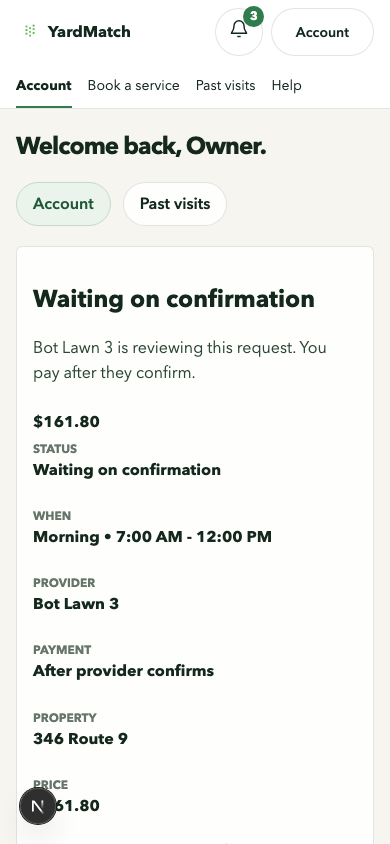 YardMatch
3
Account
Account Book a service Past visits Help
Welcome back, Owner.
Account Past visits
Waiting on confirmation
Bot Lawn 3 is reviewing this request. You
pay after they confirm.
$161.80
STATUS
Waiting on confirmation
WHEN
Morning • 7:00 AM - 12:00 PM
PROVIDER
Bot Lawn 3
PAYMENT
After provider confirms
PROPERTY
346 Route 9
PRICE
61.80
N